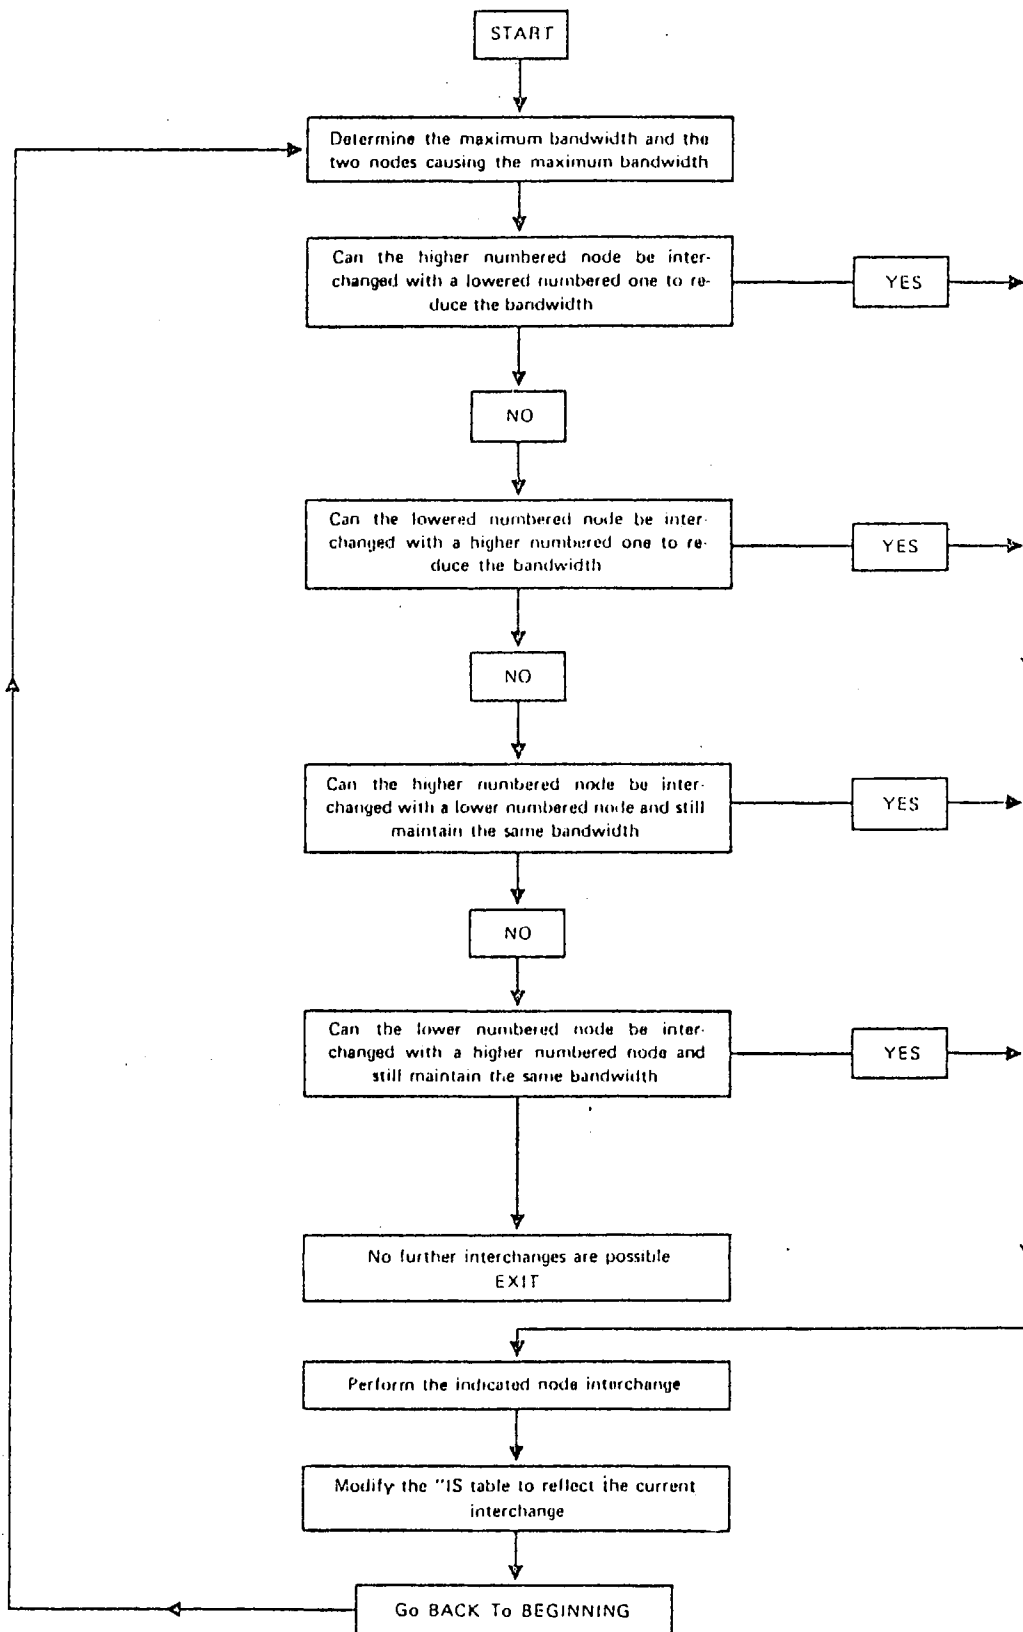 START
Determine the maximum bandwidth and the
two nodes causing the maximum bandwidth
Can the higher numbered node be inter-
changed with a lowered numbered one to re-
duce the bandwidth
YES
NO
Can the lowered numbered node be inter-
changed with a higher numbered one to re-
duce the bandwidth
YES
NO
Can the higher numbered node be inter-
changed with a lower numbered node and still
maintain the same bandwidth
YES
NO
Can the lower numbered node be inter-
changed with a higher numbered node and
still maintain the same bandwidth
YES
No further interchanges are possible
EXIT
Perform the indicated node interchange
Modify the "IS table to reflect the current
interchange
Go BACK To BEGINNING